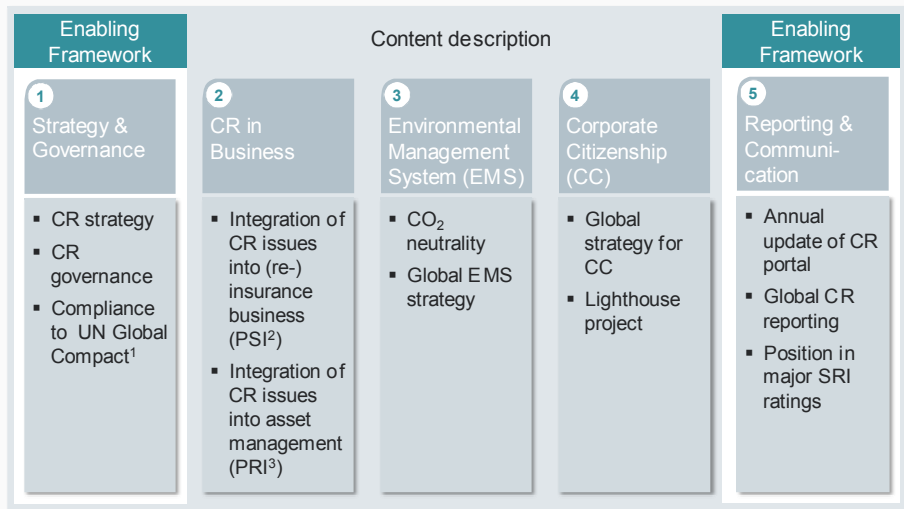 Enabling
Framework
Content description
Enabling
Framework
1
Strategy &
Governance
▪ CR strategy
▪ CR
governance
▪ Compliance
to UN Global
Compact¹
2
CR in
Business
▪ Integration of
CR issues
into (re-)
insurance
business
(PSI²)
▪ Integration of
CR issues
into asset
management
(PRI³)
3
Environmental
Management
System (EMS)
▪ CO₂
neutrality
▪ Global EMS
strategy
4
Corporate
Citizenship
(CC)
▪ Global
strategy for
CC
▪ Lighthouse
project
5
Reporting &
Communi-
cation
▪ Annual
update of CR
portal
▪ Global CR
reporting
▪ Position in
major SRI
ratings